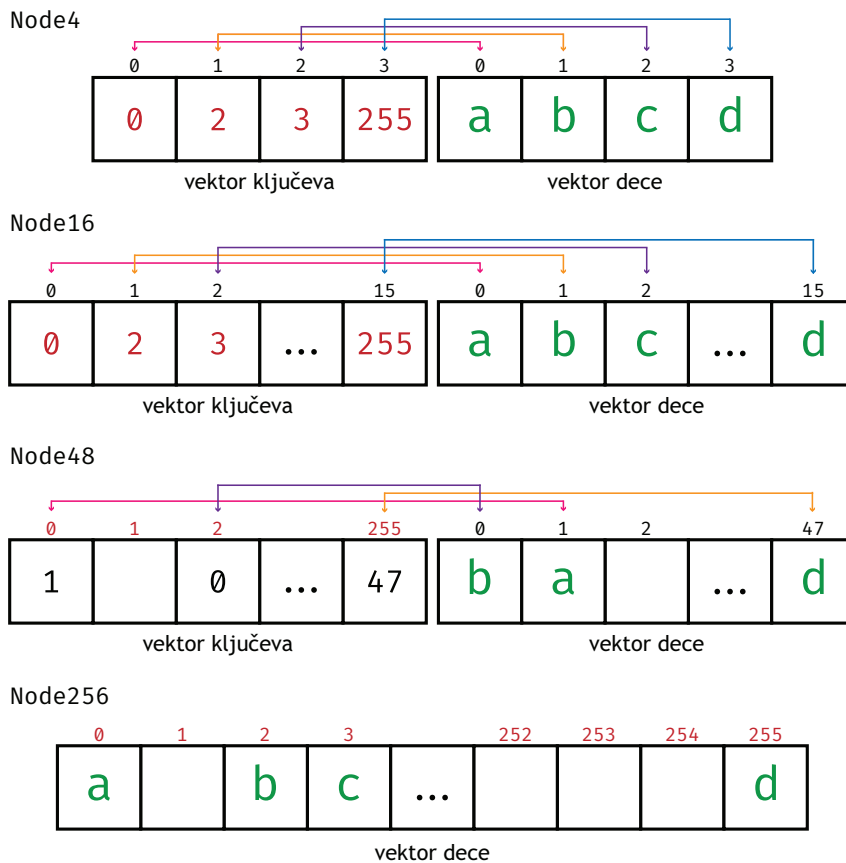 Node4
0 1 2 3 0 1 2 3
0 2 3 255 a b c d
vektor ključeva vektor dece
Node16
0 1 2 15 0 1 2 15
0 2 3 ... 255 a b c ... d
vektor ključeva vektor dece
Node48
0 1 2 255 0 1 2 47
1 0 ... 47 b a ... d
vektor ključeva vektor dece
Node256
0 1 2 3 252 253 254 255
a b c ... d
vektor dece